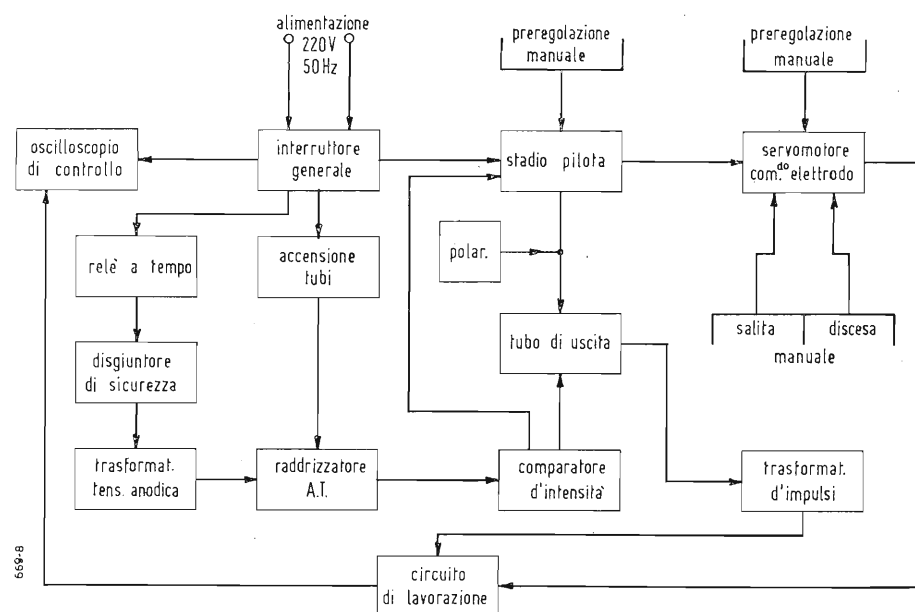 alimentazione
220V
50Hz
preregolazione
manuale
preregolazione
manuale
oscilloscopio
di controllo
interruttore
generale
stadio pilota
servomotore
com.do elettrodo
relè a tempo
accensione
tubi
polar.
disgiuntore
di sicurezza
tubo di uscita
salita
discesa
manuale
trasformat.
tens. anodica
raddrizzatore
A.T.
comparatore
d'intensità
trasformat.
d'impulsi
circuito
di lavorazione
669-8